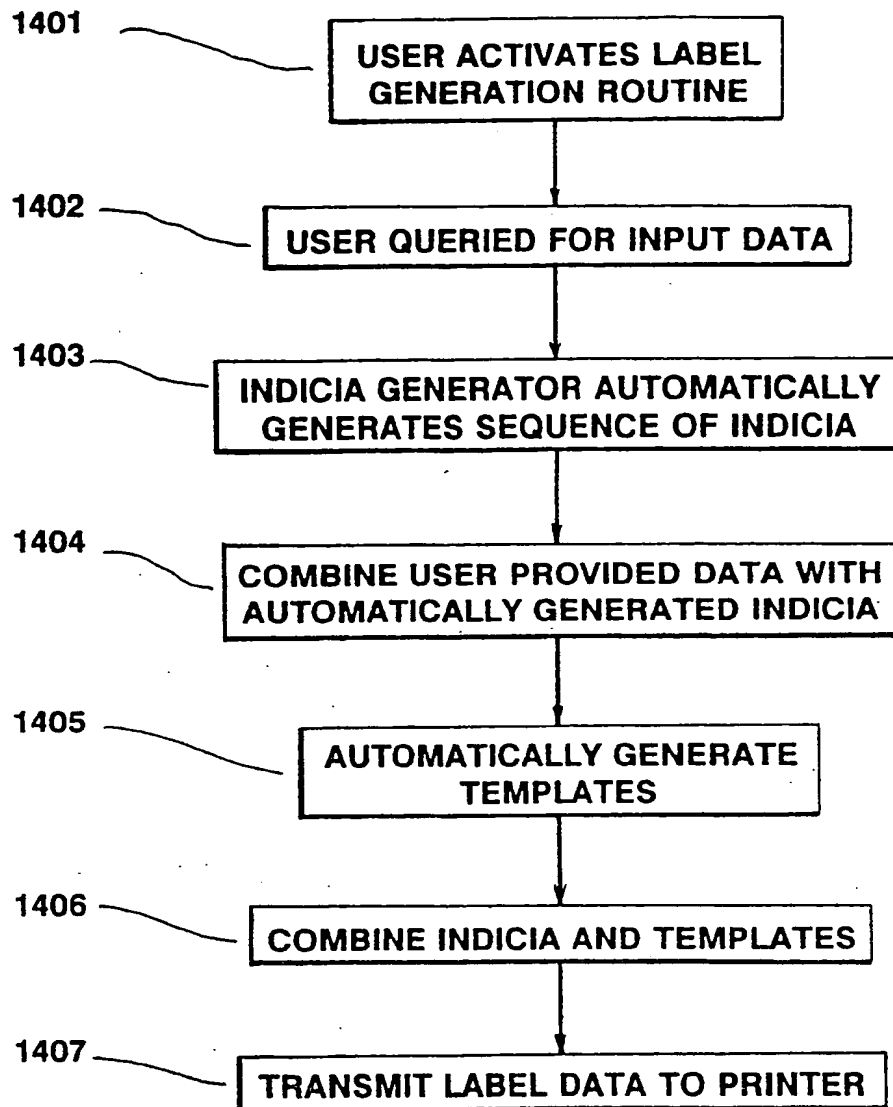 1401
USER ACTIVATES LABEL
GENERATION ROUTINE
1402
USER QUERIED FOR INPUT DATA
1403
INDICIA GENERATOR AUTOMATICALLY
GENERATES SEQUENCE OF INDICIA
1404
COMBINE USER PROVIDED DATA WITH
AUTOMATICALLY GENERATED INDICIA
1405
AUTOMATICALLY GENERATE
TEMPLATES
1406
COMBINE INDICIA AND TEMPLATES
1407
TRANSMIT LABEL DATA TO PRINTER